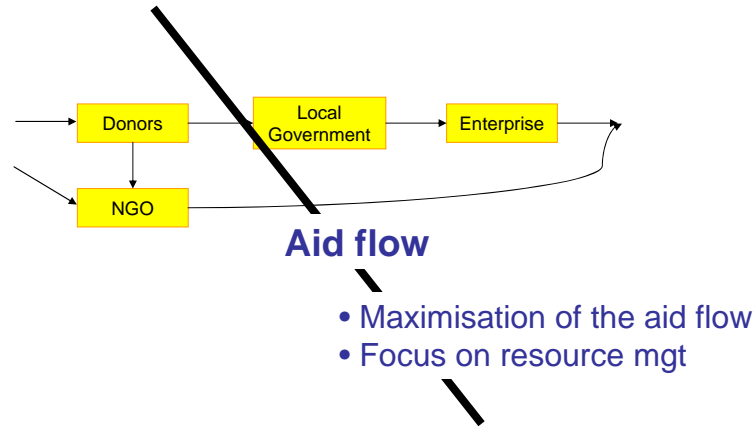 Donors
Local
Government
Enterprise
NGO
Aid flow
• Maximisation of the aid flow
• Focus on resource mgt